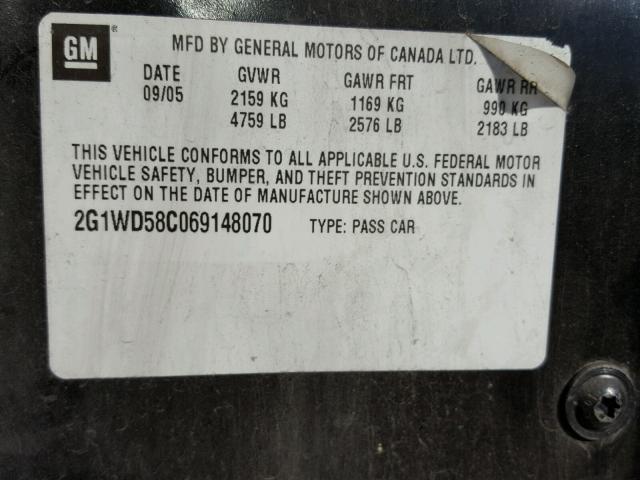 GM®
MFD BY GENERAL MOTORS OF CANADA LTD.
DATE GVWR GAWR FRT GAWR RR
09/05 2159 KG 1169 KG 990 KG
4759 LB 2576 LB 2183 LB
THIS VEHICLE CONFORMS TO ALL APPLICABLE U.S. FEDERAL MOTOR
VEHICLE SAFETY, BUMPER, AND THEFT PREVENTION STANDARDS IN
EFFECT ON THE DATE OF MANUFACTURE SHOWN ABOVE.
2G1WD58C069148070 TYPE: PASS CAR